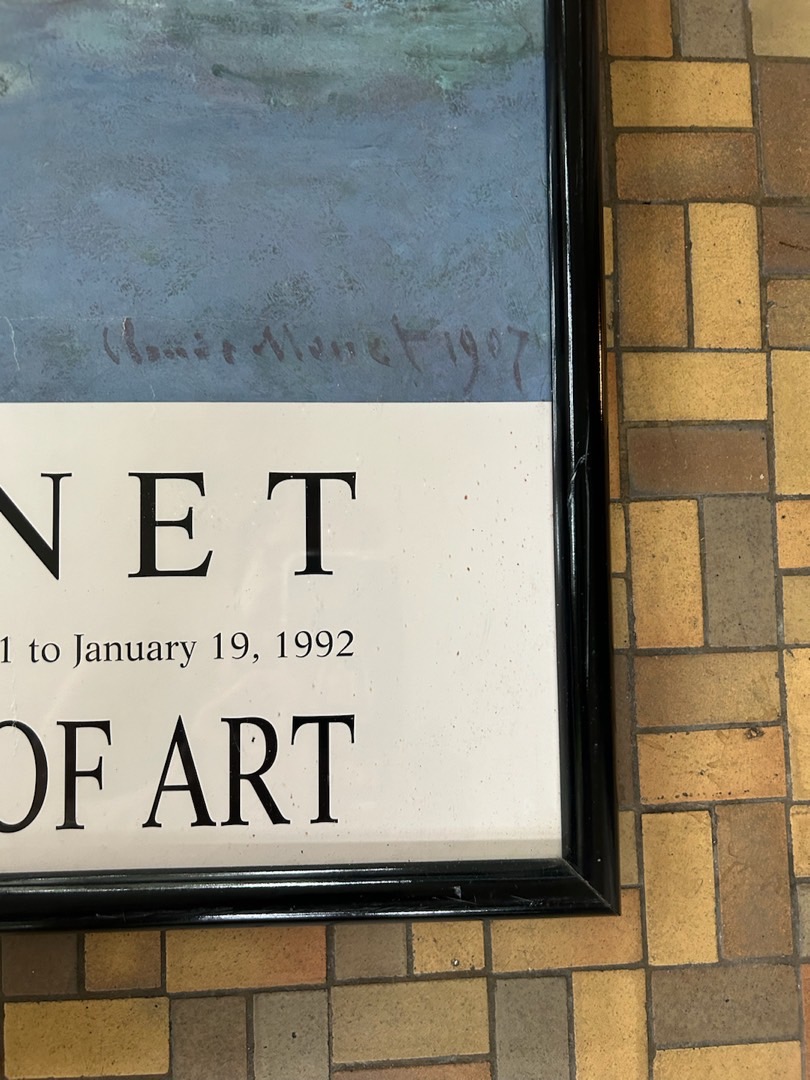 Claude Monet 1907
NET
1 to January 19, 1992
OF ART